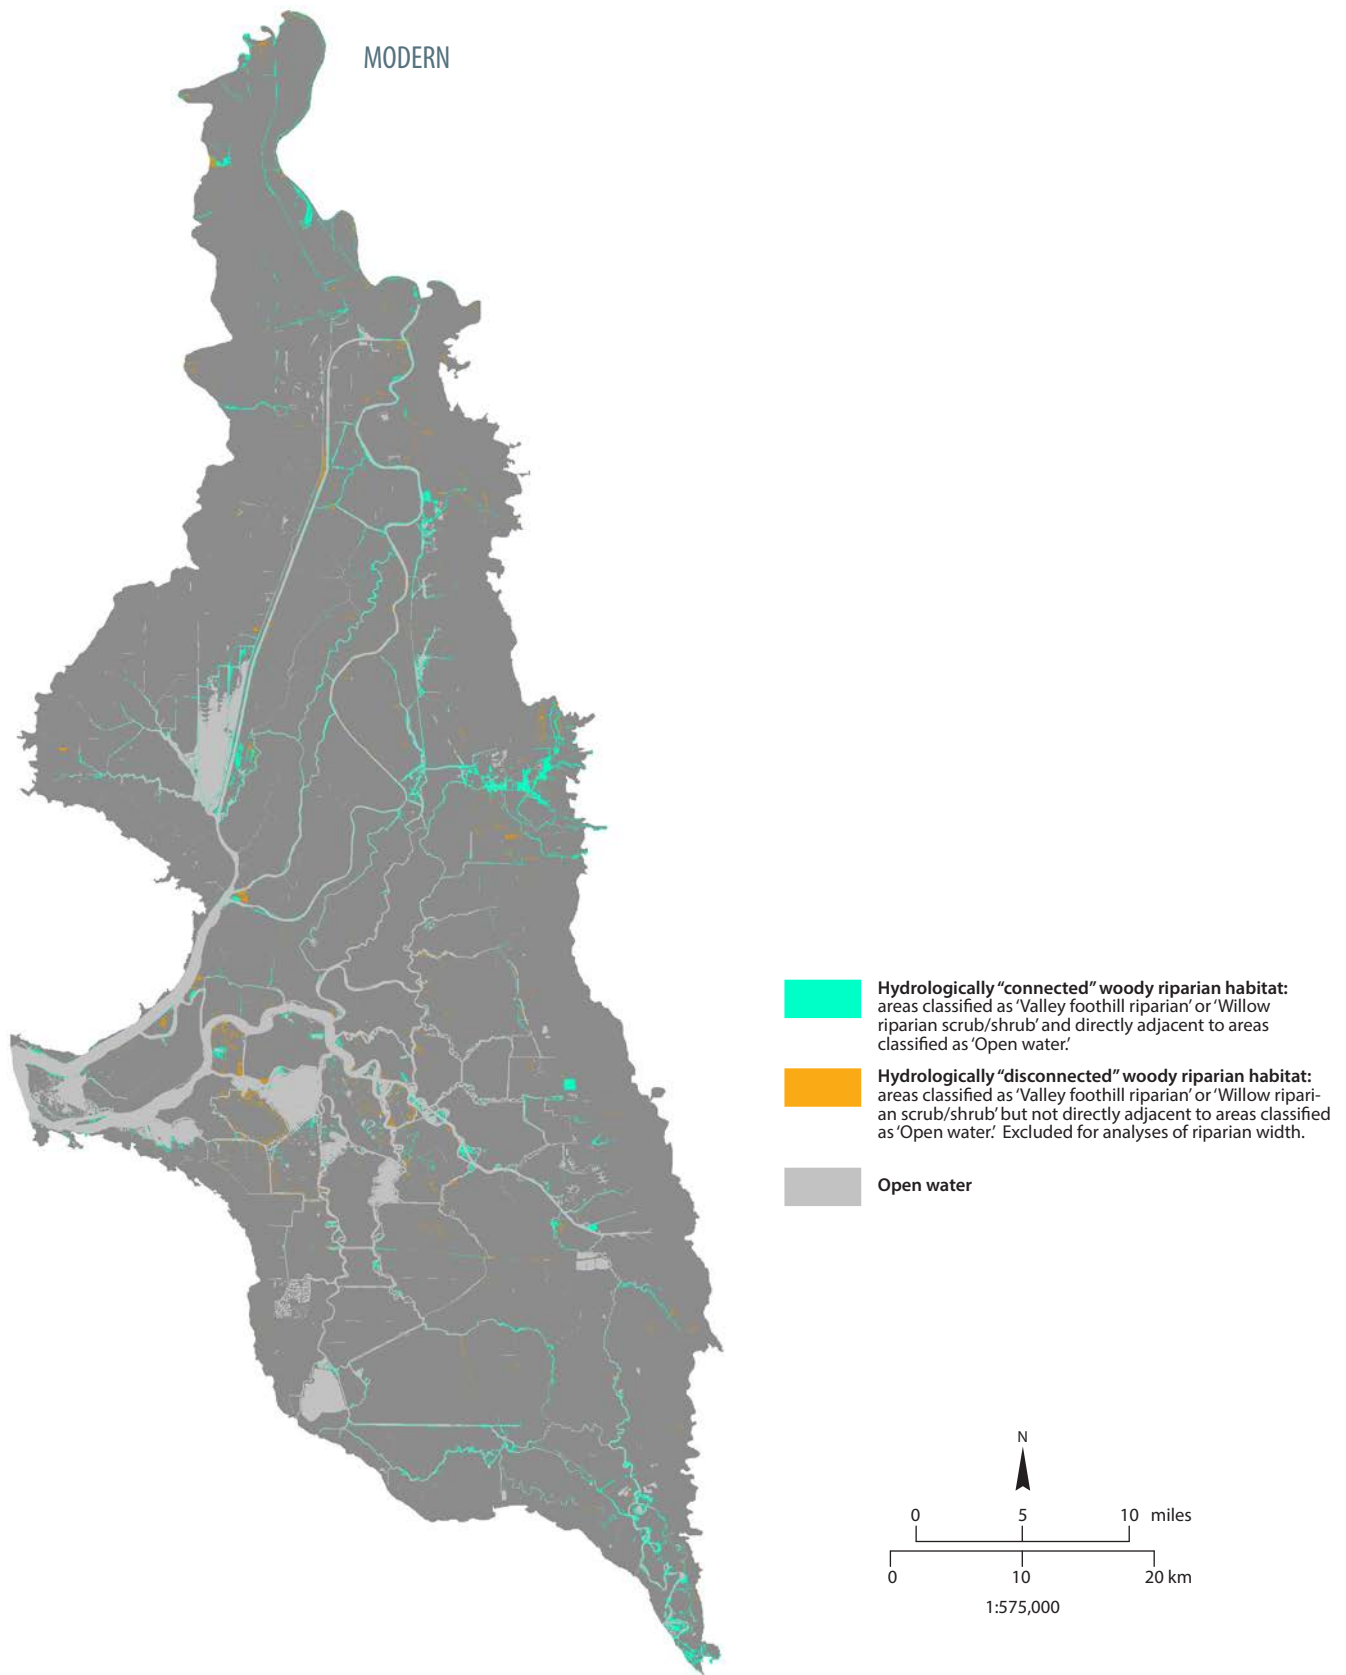 MODERN
Hydrologically “connected” woody riparian habitat:
areas classified as ‘Valley foothill riparian’ or ‘Willow
riparian scrub/shrub’ and directly adjacent to areas
classified as ‘Open water.’
Hydrologically “disconnected” woody riparian habitat:
areas classified as ‘Valley foothill riparian’ or ‘Willow ripari-
an scrub/shrub’ but not directly adjacent to areas classified
as ‘Open water.’ Excluded for analyses of riparian width.
Open water
N
0 5 10 miles
0 10 20 km
1:575,000